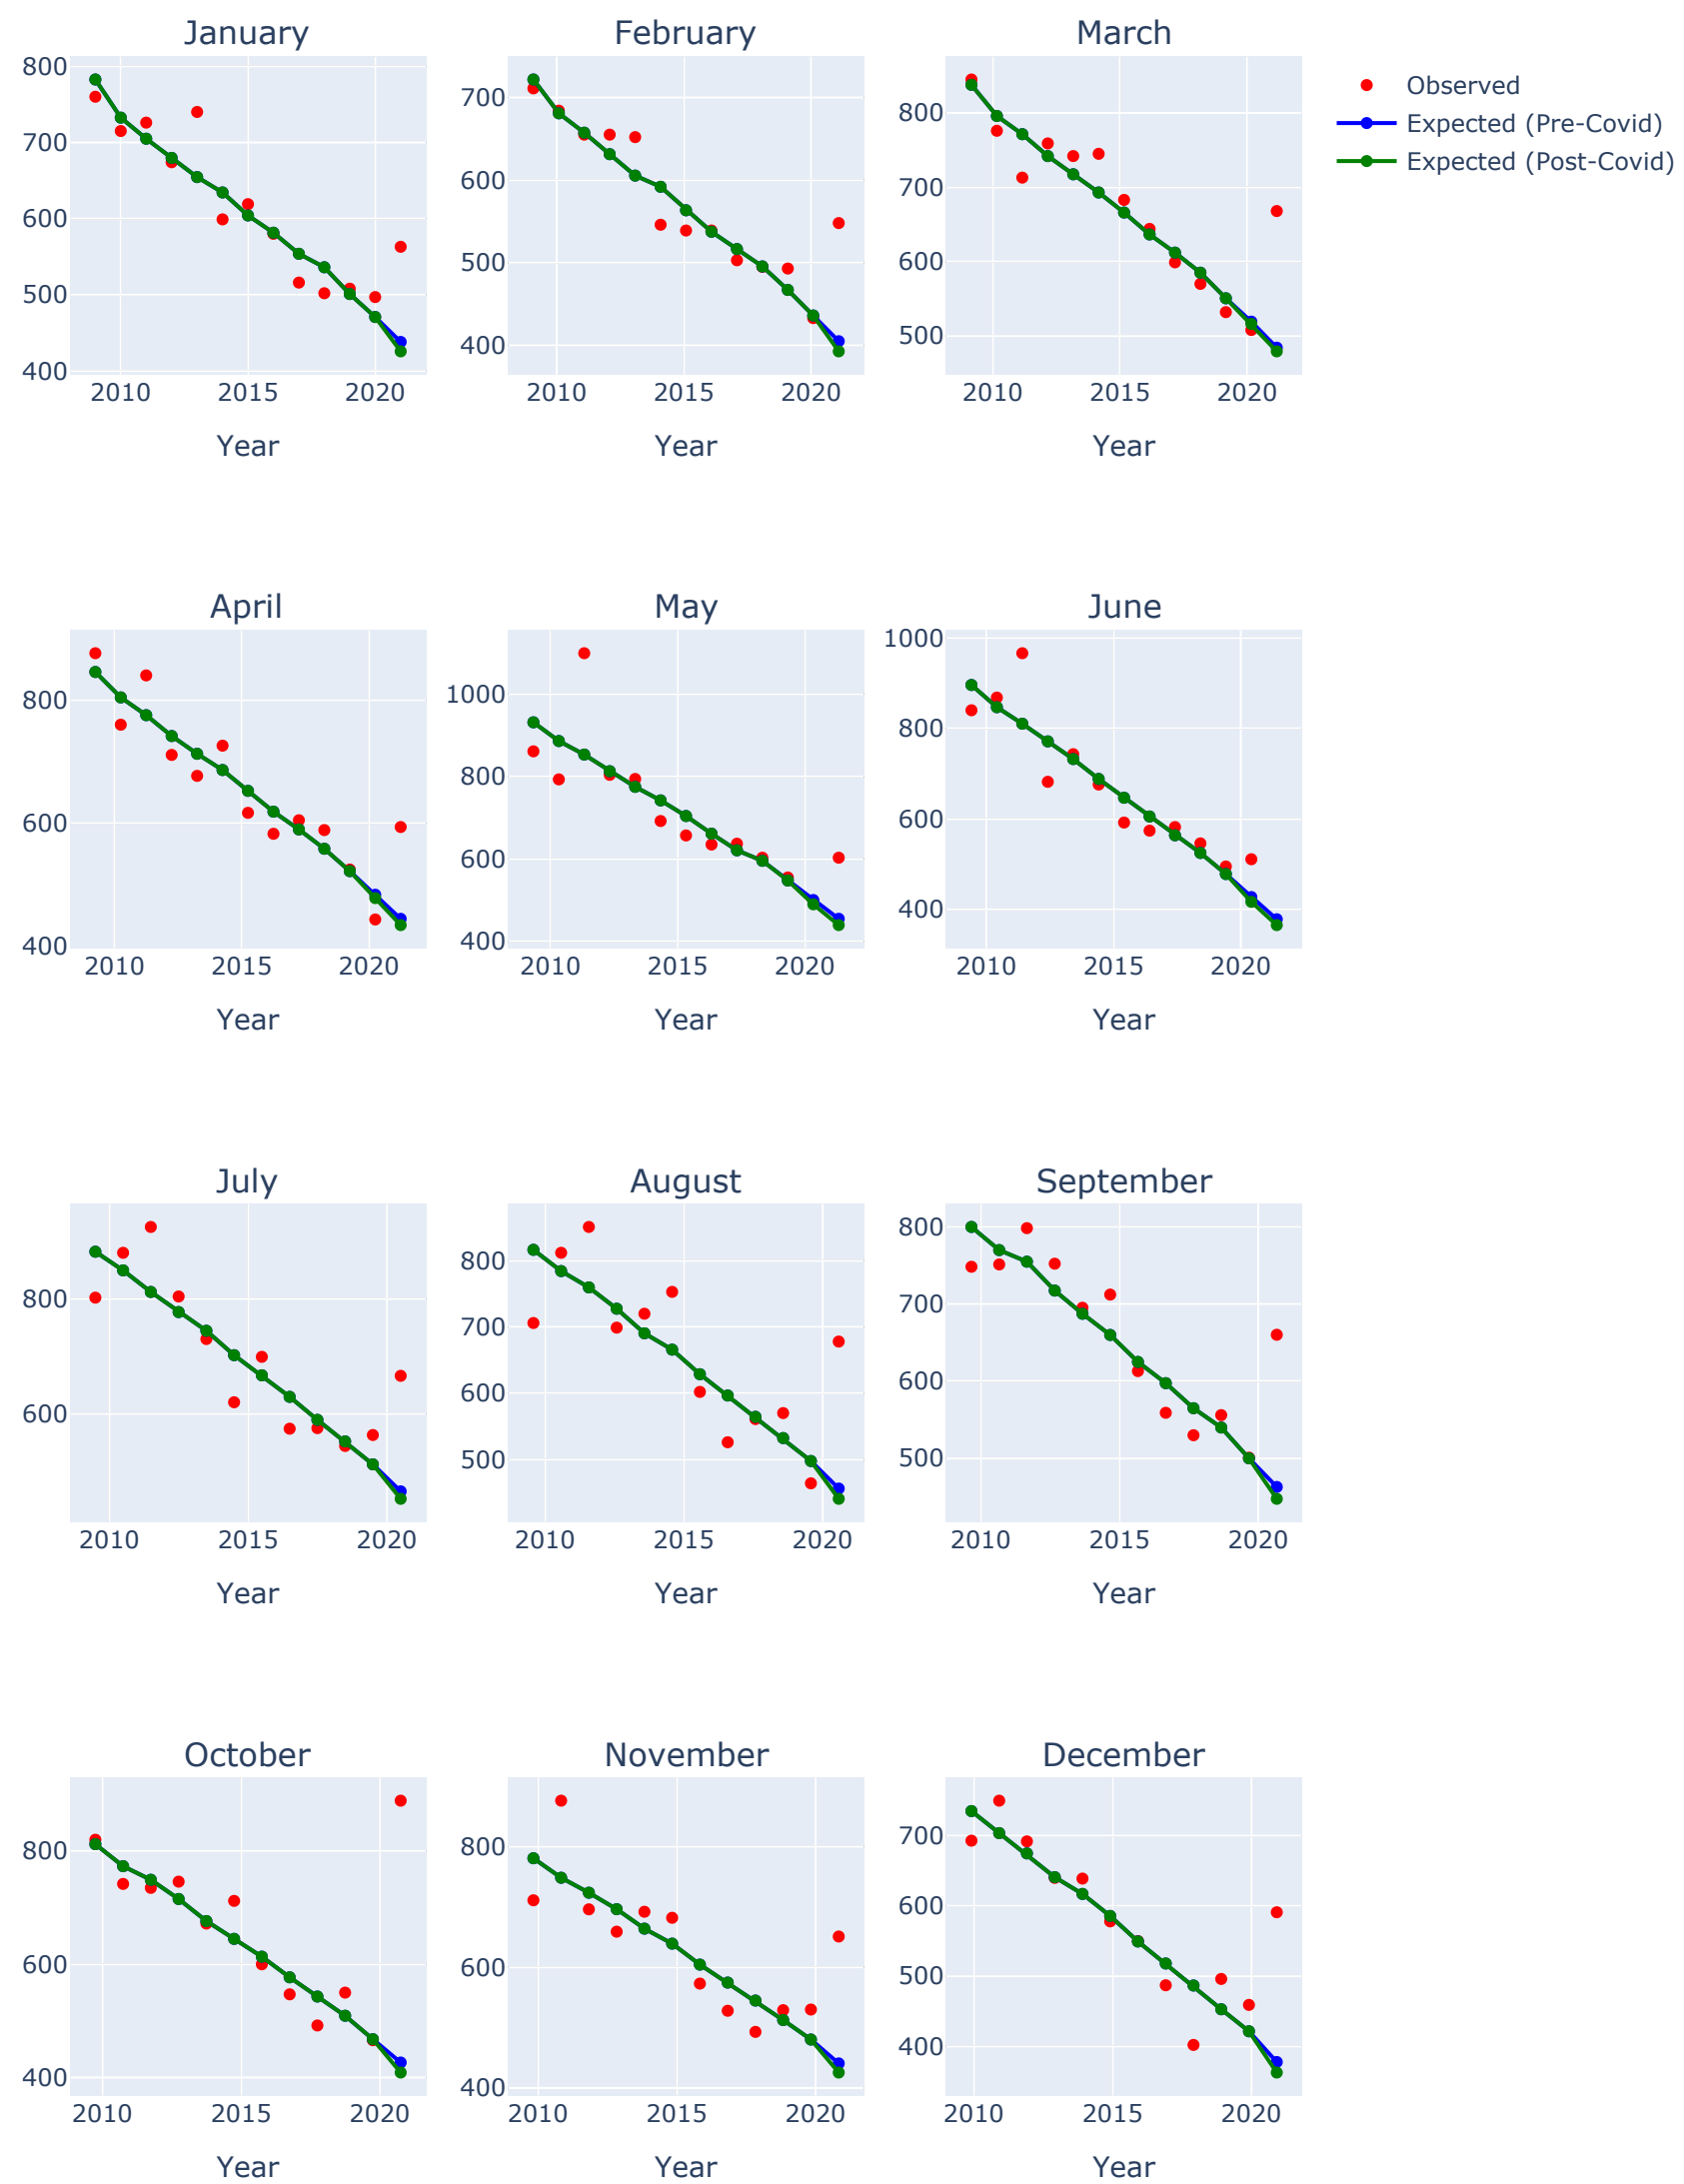 January February March
800
700
600
500
400
2010 2015 2020
Year
700
600
500
400
2010 2015 2020
Year
800
700
600
500
2010 2015 2020
Year
Observed
Expected (Pre-Covid)
Expected (Post-Covid)
April May June
800
600
400
2010 2015 2020
Year
1000
800
600
400
2010 2015 2020
Year
1000
800
600
400
2010 2015 2020
Year
July August September
800
600
2010 2015 2020
Year
800
700
600
500
2010 2015 2020
Year
800
700
600
500
2010 2015 2020
Year
October November December
800
600
400
2010 2015 2020
Year
800
600
400
2010 2015 2020
Year
700
600
500
400
2010 2015 2020
Year